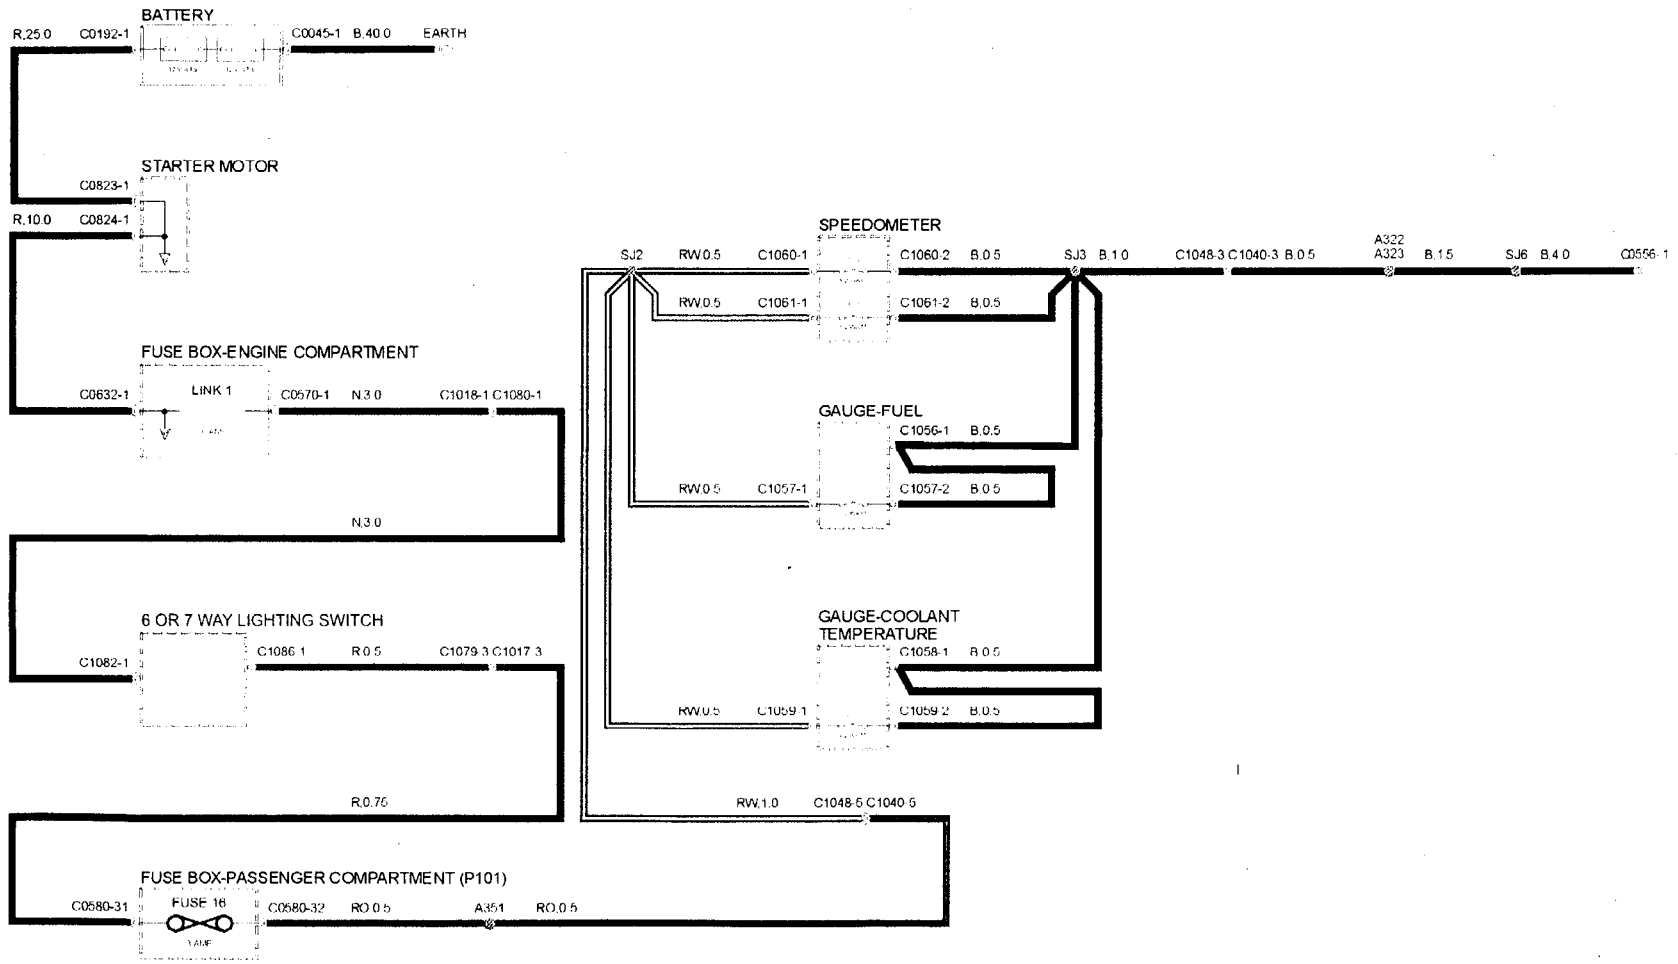 BATTERY
R,25.0 C0192-1 C0045-1 B,40.0 EARTH
STARTER MOTOR
C0823-1
R,10.0 C0824-1
SPEEDOMETER
SJ2 RW,0.5 C1060-1 C1060-2 B,0.5 SJ3 B,1.0 C1048-3 C1040-3 B,0.5 A322 A323 B,1.5 SJ6 B,4.0 C0556-1
RW,0.5 C1061-1 C1061-2 B,0.5
FUSE BOX-ENGINE COMPARTMENT
LINK 1
C0632-1 C0570-1 N,3.0 C1018-1 C1080-1
GAUGE-FUEL
C1056-1 B,0.5
RW,0.5 C1057-1 C1057-2 B,0.5
N,3.0
6 OR 7 WAY LIGHTING SWITCH
C1082-1 C1086-1 R,0.5 C1079-3 C1017-3
GAUGE-COOLANT
TEMPERATURE
C1058-1 B,0.5
RW,0.5 C1059-1 C1059-2 B,0.5
R,0.75
RW,1.0 C1048-5 C1040-5
FUSE BOX-PASSENGER COMPARTMENT (P101)
FUSE 16
C0580-31 C0580-32 RO,0.5 A351 RO,0.5